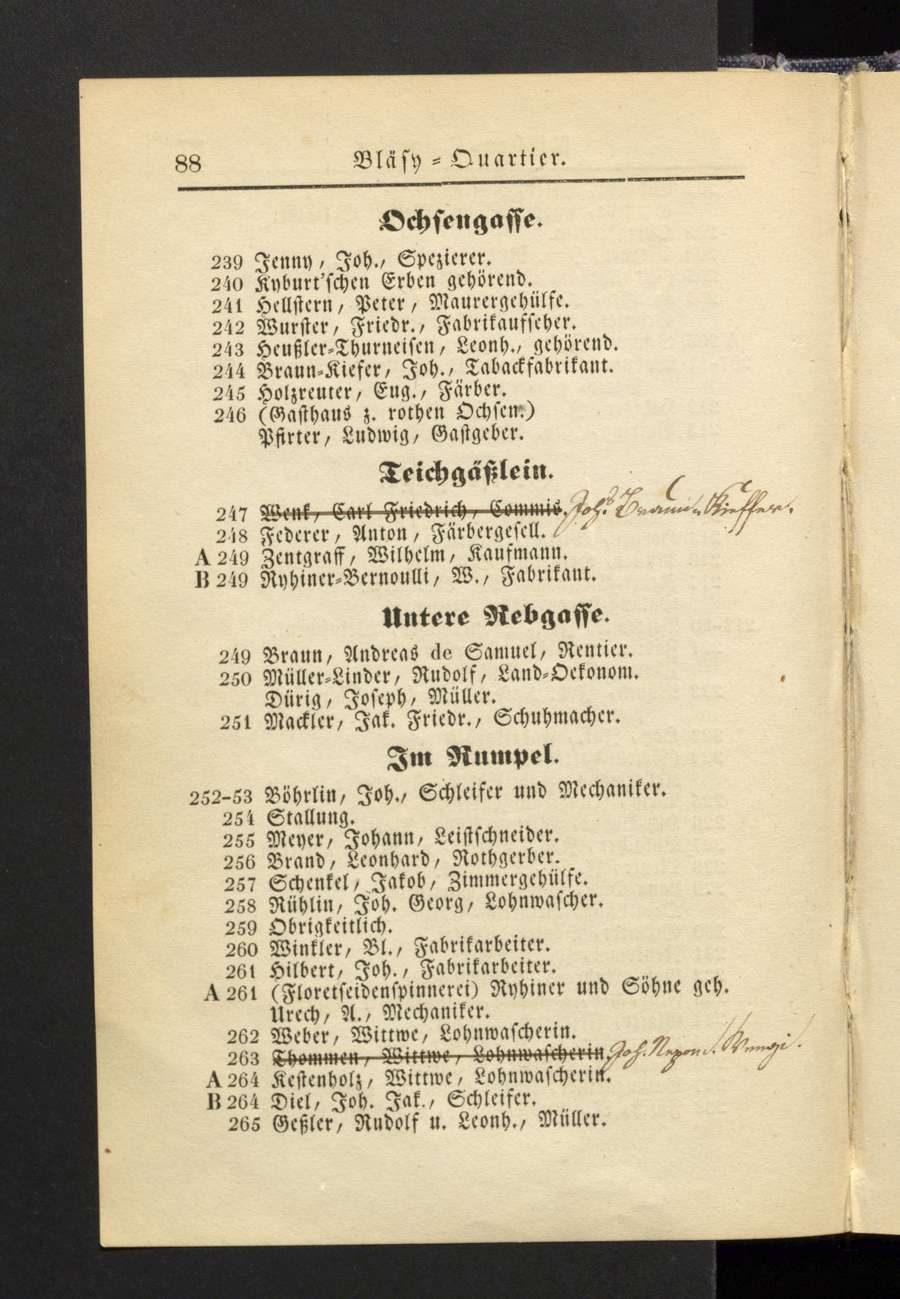 88 Bläsy-Quartier.
Ochsengasse.
239 Jenny, Joh., Spezierer.
240 Kyburt'schen Erben gehörend.
241 Hellstern, Peter, Maurergehülfe.
242 Wurster, Friedr., Fabrikaufseher.
243 Heußler-Thurneisen, Leonh., gehörend.
244 Braun-Kiefer, Joh., Tabackfabrikant.
245 Holzreuter, Eug., Färber.
246 (Gasthaus z. rothen Ochsen.)
Pfirter, Ludwig, Gastgeber.
Teichgäßlein.
247 Wenk, Carl Friedrich, Commis. Joh. Braun-Kieffer.
248 Federer, Anton, Färbergesell.
A 249 Zentgraff, Wilhelm, Kaufmann.
B 249 Ryhiner-Bernoulli, W., Fabrikant.
Untere Rebgasse.
249 Braun, Andreas de Samuel, Rentier.
250 Müller-Linder, Rudolf, Land-Oekonom.
Dürig, Joseph, Müller.
251 Mackler, Jak. Friedr., Schuhmacher.
Im Rumpel.
252-53 Böhrlin, Joh., Schleifer und Mechaniker.
254 Stallung.
255 Meyer, Johann, Leistschneider.
256 Brand, Leonhard, Rothgerber.
257 Schenkel, Jakob, Zimmergehülfe.
258 Rühlin, Joh. Georg, Lohnwascher.
259 Obrigkeitlich.
260 Winkler, Bl., Fabrikarbeiter.
261 Hilbert, Joh., Fabrikarbeiter.
A 261 (Floretseidenspinnerei) Ryhiner und Söhne geh.
Urech, A., Mechaniker.
262 Weber, Wittwe, Lohnwascherin.
263 Thommen, Wittwe, Lohnwascherin. Joh. Nepom.
A 264 Kestenholz, Wittwe, Lohnwascherin.
B 264 Diel, Joh. Jak., Schleifer.
265 Geßler, Rudolf u. Leonh., Müller.